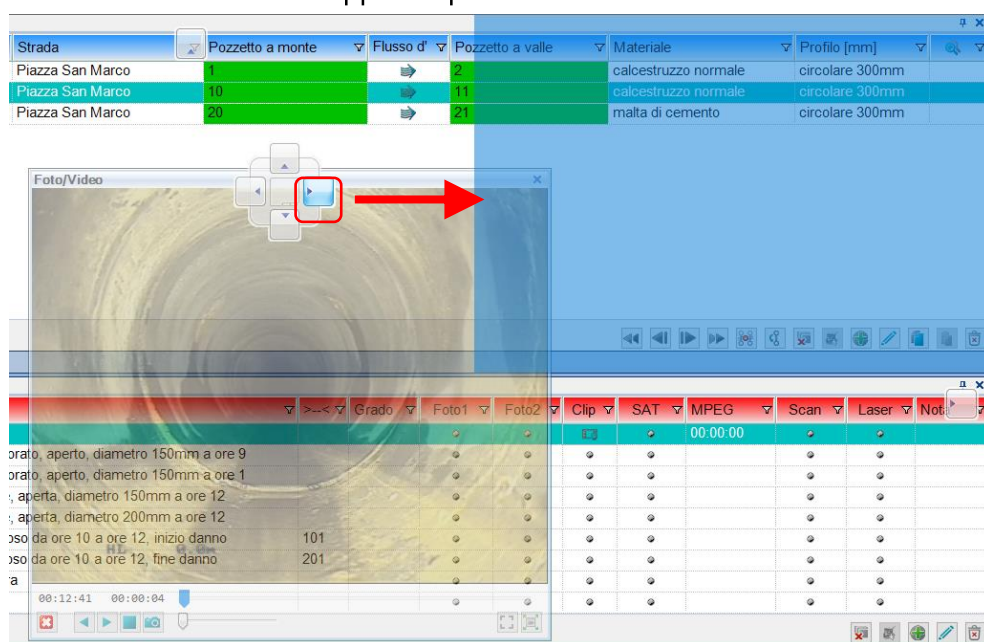 Strada Pozzetto a monte Flusso d' Pozzetto a valle Materiale Profilo [mm]
Piazza San Marco 1 2 calcestruzzo normale circolare 300mm
Piazza San Marco 10 11 calcestruzzo normale circolare 300mm
Piazza San Marco 20 21 malta di cemento circolare 300mm
Foto/Video
>--< Grado Foto1 Foto2 Clip SAT MPEG Scan Laser Nota
00:00:00
orato, aperto, diametro 150mm a ore 9
orato, aperto, diametro 150mm a ore 1
, aperta, diametro 150mm a ore 12
, aperta, diametro 200mm a ore 12
oso da ore 10 a ore 12, inizio danno 101
oso da ore 10 a ore 12, fine danno 201
ra
00:12:41 00:00:04